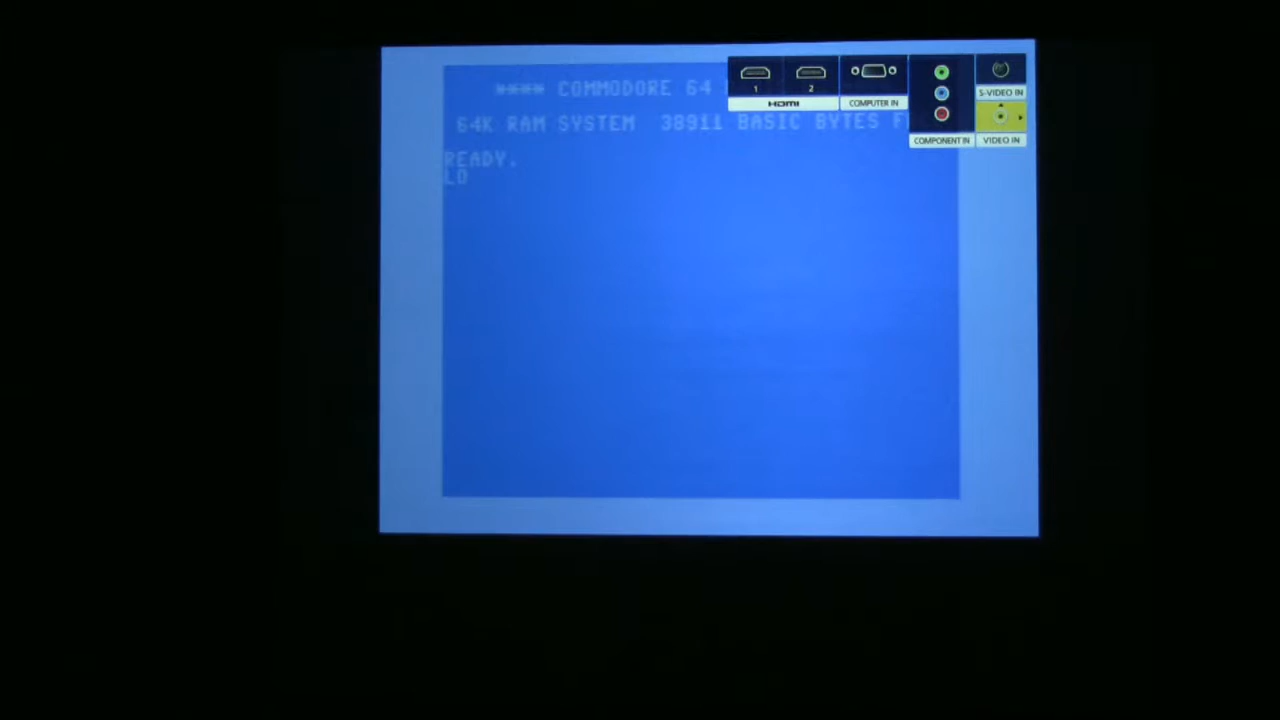 **** COMMODORE 64
64K RAM SYSTEM 38911 BASIC BYTES
READY.
LO
1
2
HDMI
COMPUTER IN
COMPONENT IN
S-VIDEO IN
VIDEO IN